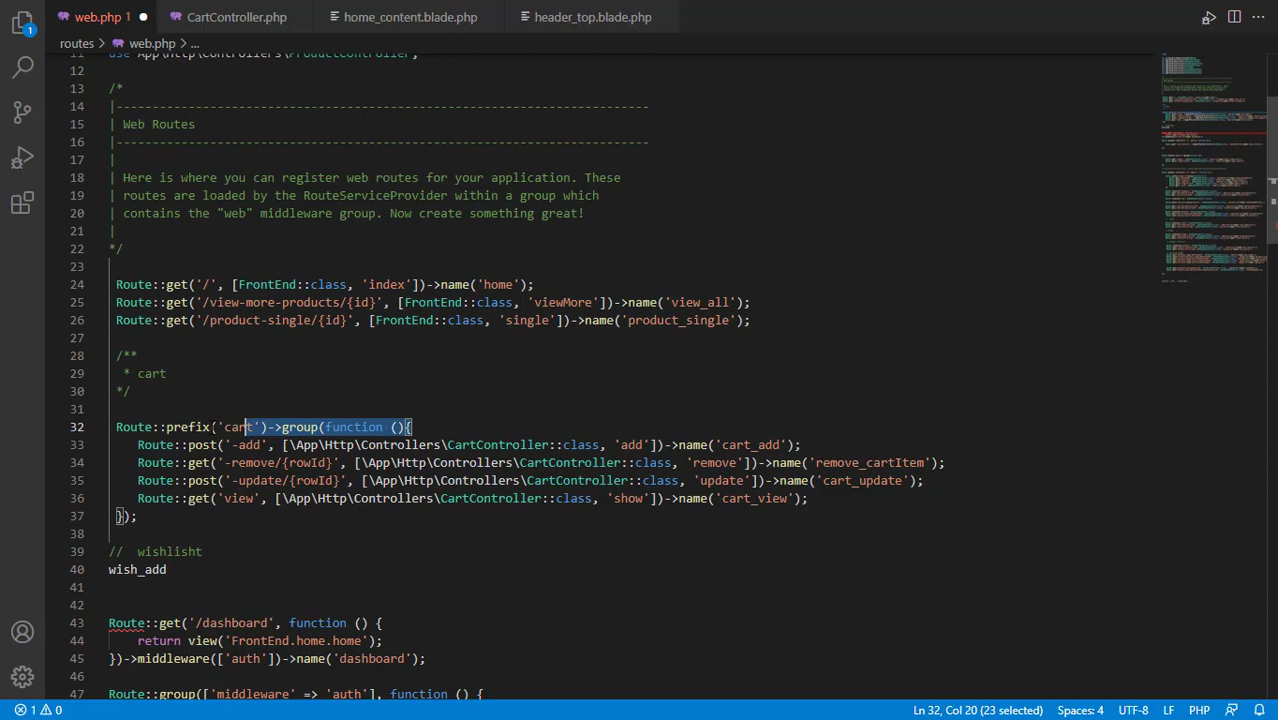 web.php 1
CartController.php
home_content.blade.php
header_top.blade.php
1
routes > web.php > ...
11 use App\Http\Controllers\ProductController;
12
13 /*
14 |--------------------------------------------------------------------------
15 | Web Routes
16 |--------------------------------------------------------------------------
17 |
18 | Here is where you can register web routes for your application. These
19 | routes are loaded by the RouteServiceProvider within a group which
20 | contains the "web" middleware group. Now create something great!
21 |
22 */
23
24 Route::get('/', [FrontEnd::class, 'index'])->name('home');
25 Route::get('/view-more-products/{id}', [FrontEnd::class, 'viewMore'])->name('view_all');
26 Route::get('/product-single/{id}', [FrontEnd::class, 'single'])->name('product_single');
27
28 /**
29 * cart
30 */
31
32 Route::prefix('cart')->group(function (){
33 Route::post('-add', [\App\Http\Controllers\CartController::class, 'add'])->name('cart_add');
34 Route::get('-remove/{rowId}', [\App\Http\Controllers\CartController::class, 'remove'])->name('remove_cartItem');
35 Route::post('-update/{rowId}', [\App\Http\Controllers\CartController::class, 'update'])->name('cart_update');
36 Route::get('view', [\App\Http\Controllers\CartController::class, 'show'])->name('cart_view');
37 });
38
39 // wishlisht
40 wish_add
41
42
43 Route::get('/dashboard', function () {
44 return view('FrontEnd.home.home');
45 })->middleware(['auth'])->name('dashboard');
46
47 Route::group(['middleware' => 'auth'], function () {
1 0 Ln 32, Col 20 (23 selected) Spaces: 4 UTF-8 LF PHP